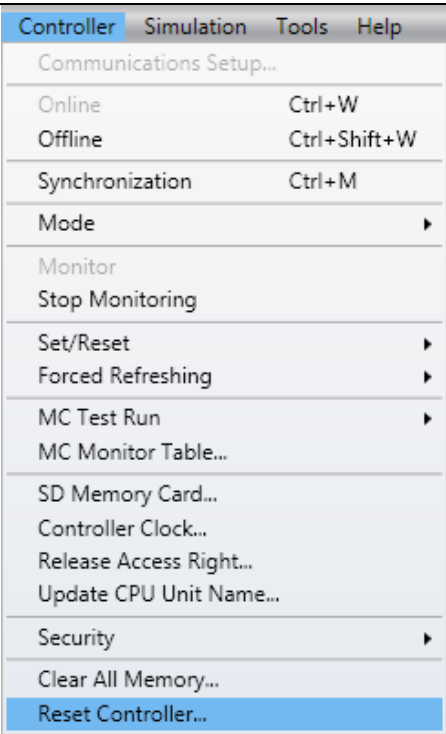 Controller Simulation Tools Help
Communications Setup...
Online Ctrl+W
Offline Ctrl+Shift+W
Synchronization Ctrl+M
Mode
Monitor
Stop Monitoring
Set/Reset
Forced Refreshing
MC Test Run
MC Monitor Table...
SD Memory Card...
Controller Clock...
Release Access Right...
Update CPU Unit Name...
Security
Clear All Memory...
Reset Controller...